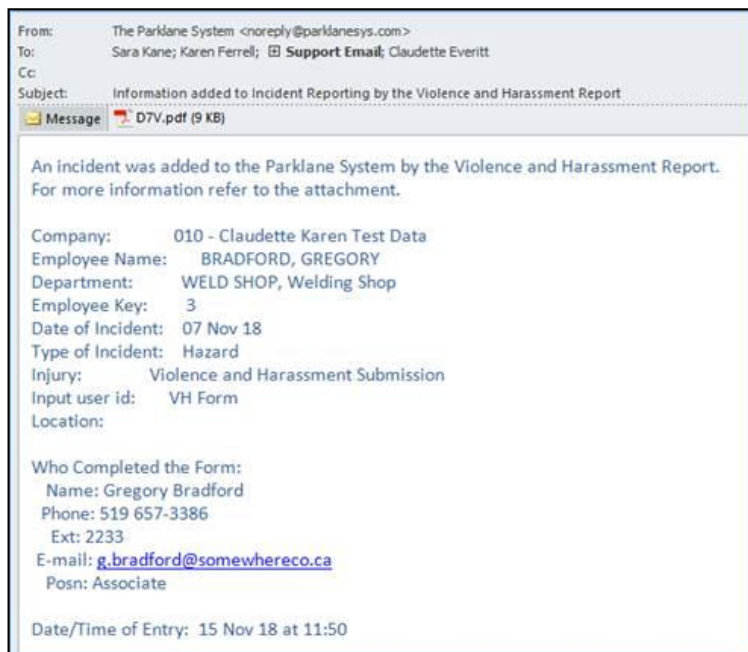 From: The Parklane System <noreply@parklanesys.com>
To: Sara Kane; Karen Ferrell; Support Email; Claudette Everitt
Cc:
Subject: Information added to Incident Reporting by the Violence and Harassment Report
Message D7V.pdf (9 KB)
An incident was added to the Parklane System by the Violence and Harassment Report.
For more information refer to the attachment.
Company: 010 - Claudette Karen Test Data
Employee Name: BRADFORD, GREGORY
Department: WELD SHOP, Welding Shop
Employee Key: 3
Date of Incident: 07 Nov 18
Type of Incident: Hazard
Injury: Violence and Harassment Submission
Input user id: VH Form
Location:
Who Completed the Form:
Name: Gregory Bradford
Phone: 519 657-3386
Ext: 2233
E-mail: g.bradford@somewhereco.ca
Posn: Associate
Date/Time of Entry: 15 Nov 18 at 11:50